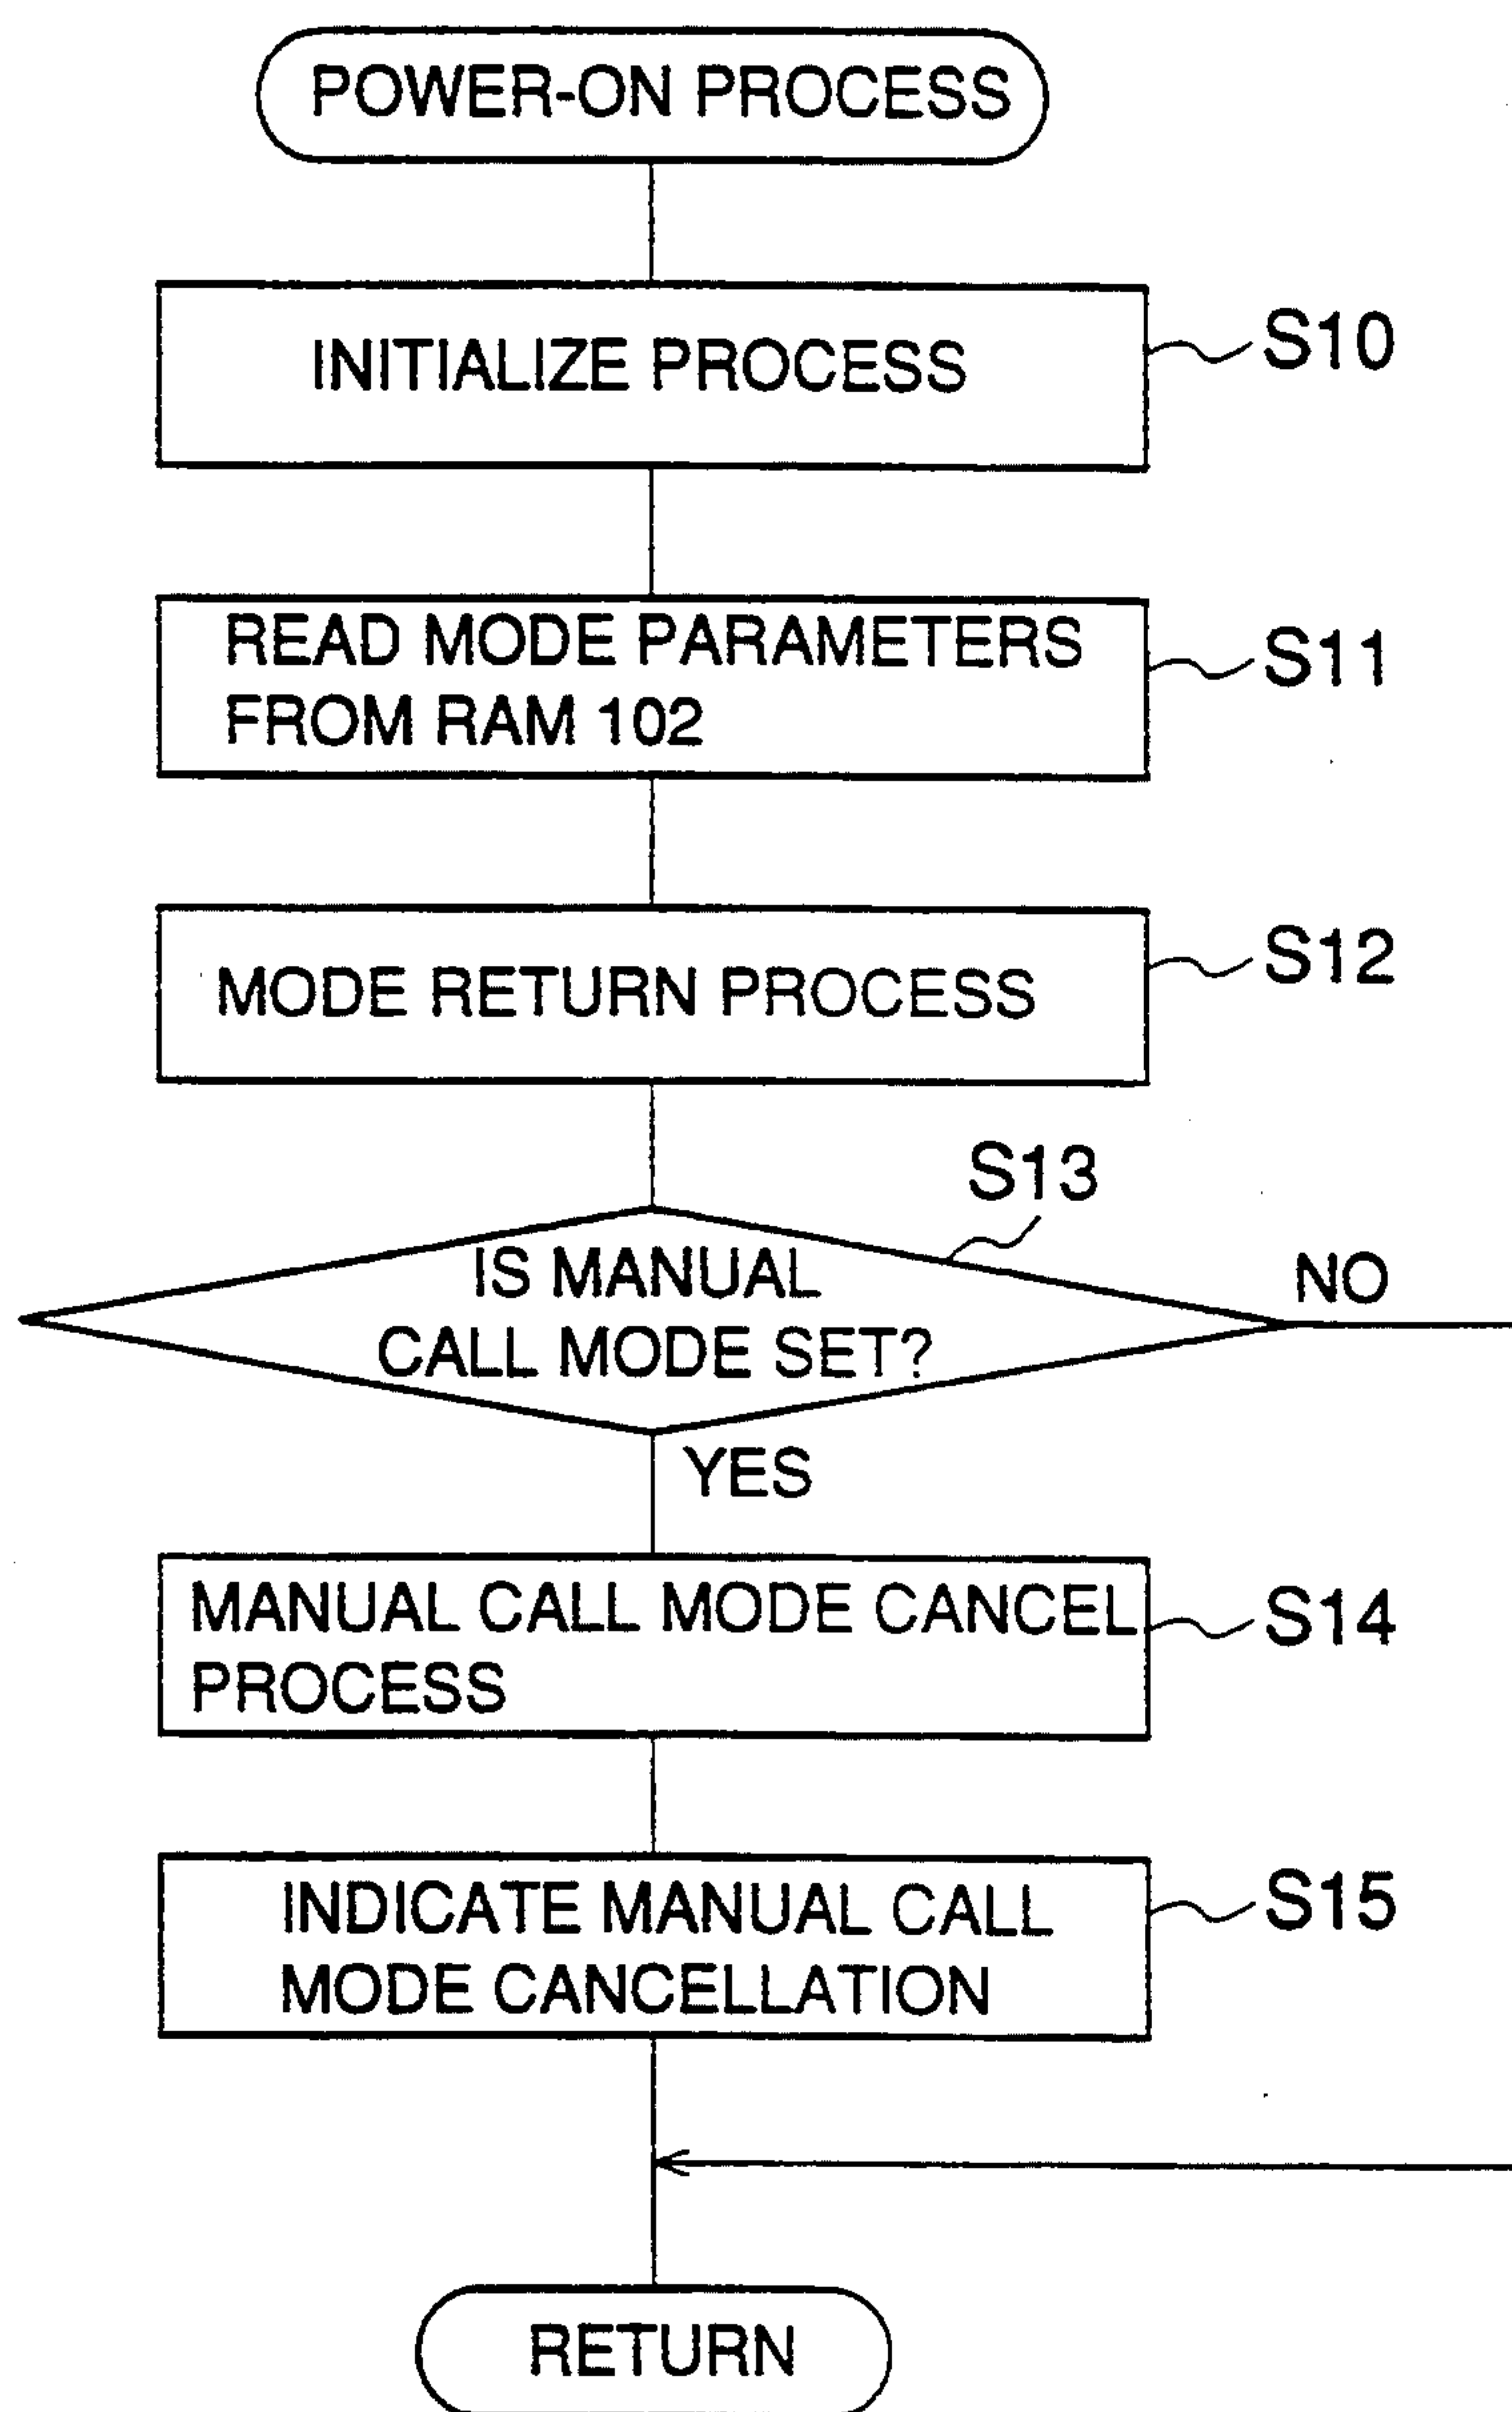 POWER-ON PROCESS
INITIALIZE PROCESS
S10
READ MODE PARAMETERS
FROM RAM 102
S11
MODE RETURN PROCESS
S12
S13
IS MANUAL
CALL MODE SET?
NO
YES
MANUAL CALL MODE CANCEL
PROCESS
S14
INDICATE MANUAL CALL
MODE CANCELLATION
S15
RETURN